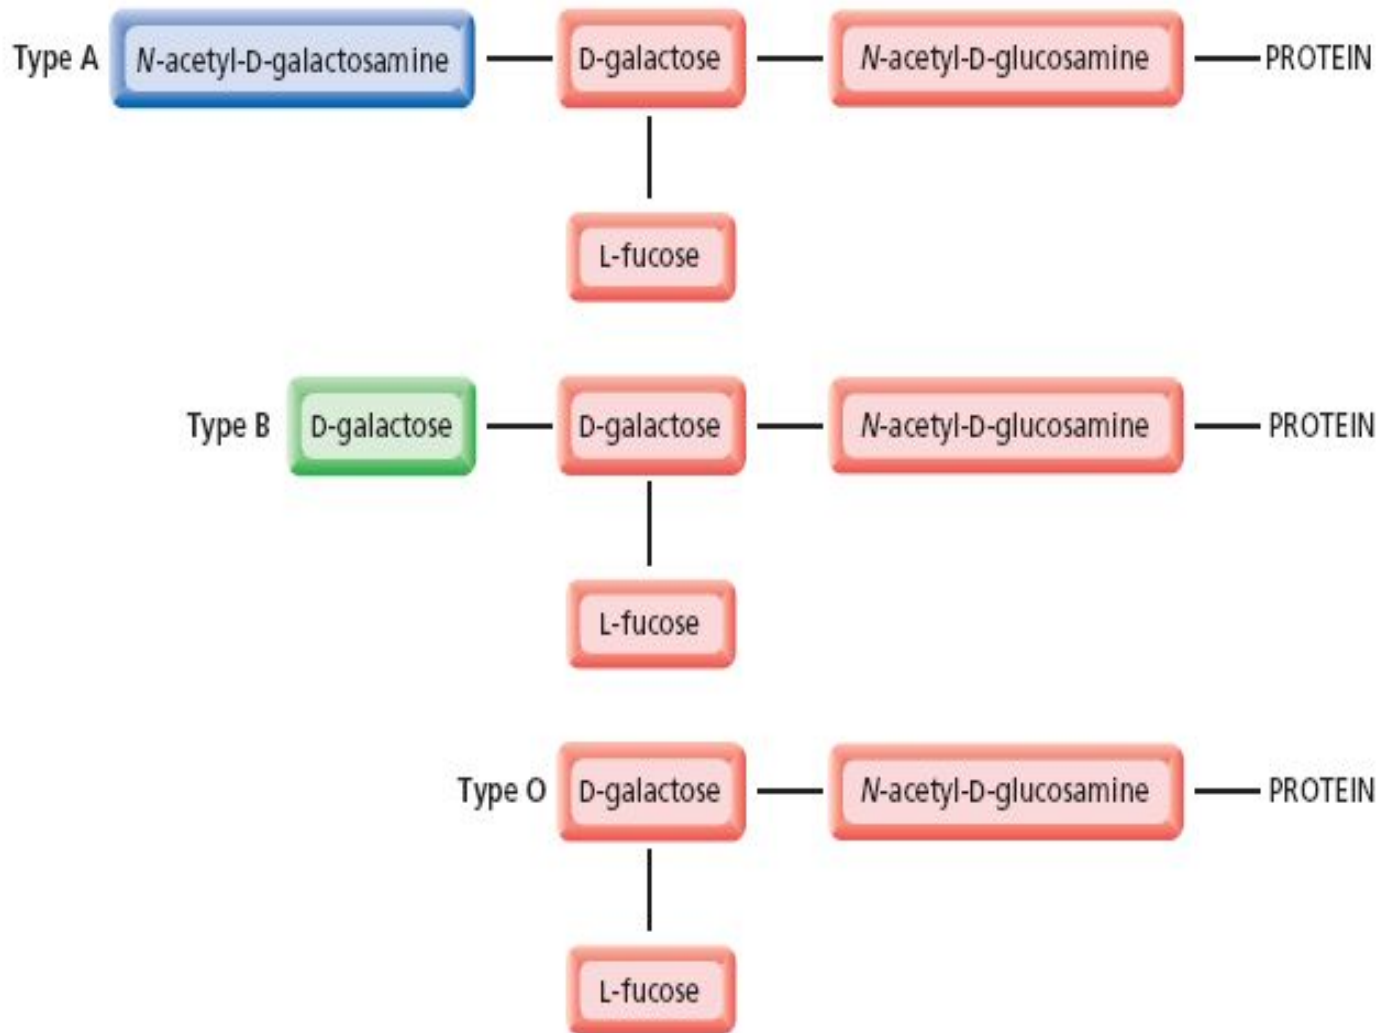 Type A N-acetyl-D-galactosamine D-galactose N-acetyl-D-glucosamine PROTEIN
L-fucose
Type B D-galactose D-galactose N-acetyl-D-glucosamine PROTEIN
L-fucose
Type O D-galactose N-acetyl-D-glucosamine PROTEIN
L-fucose